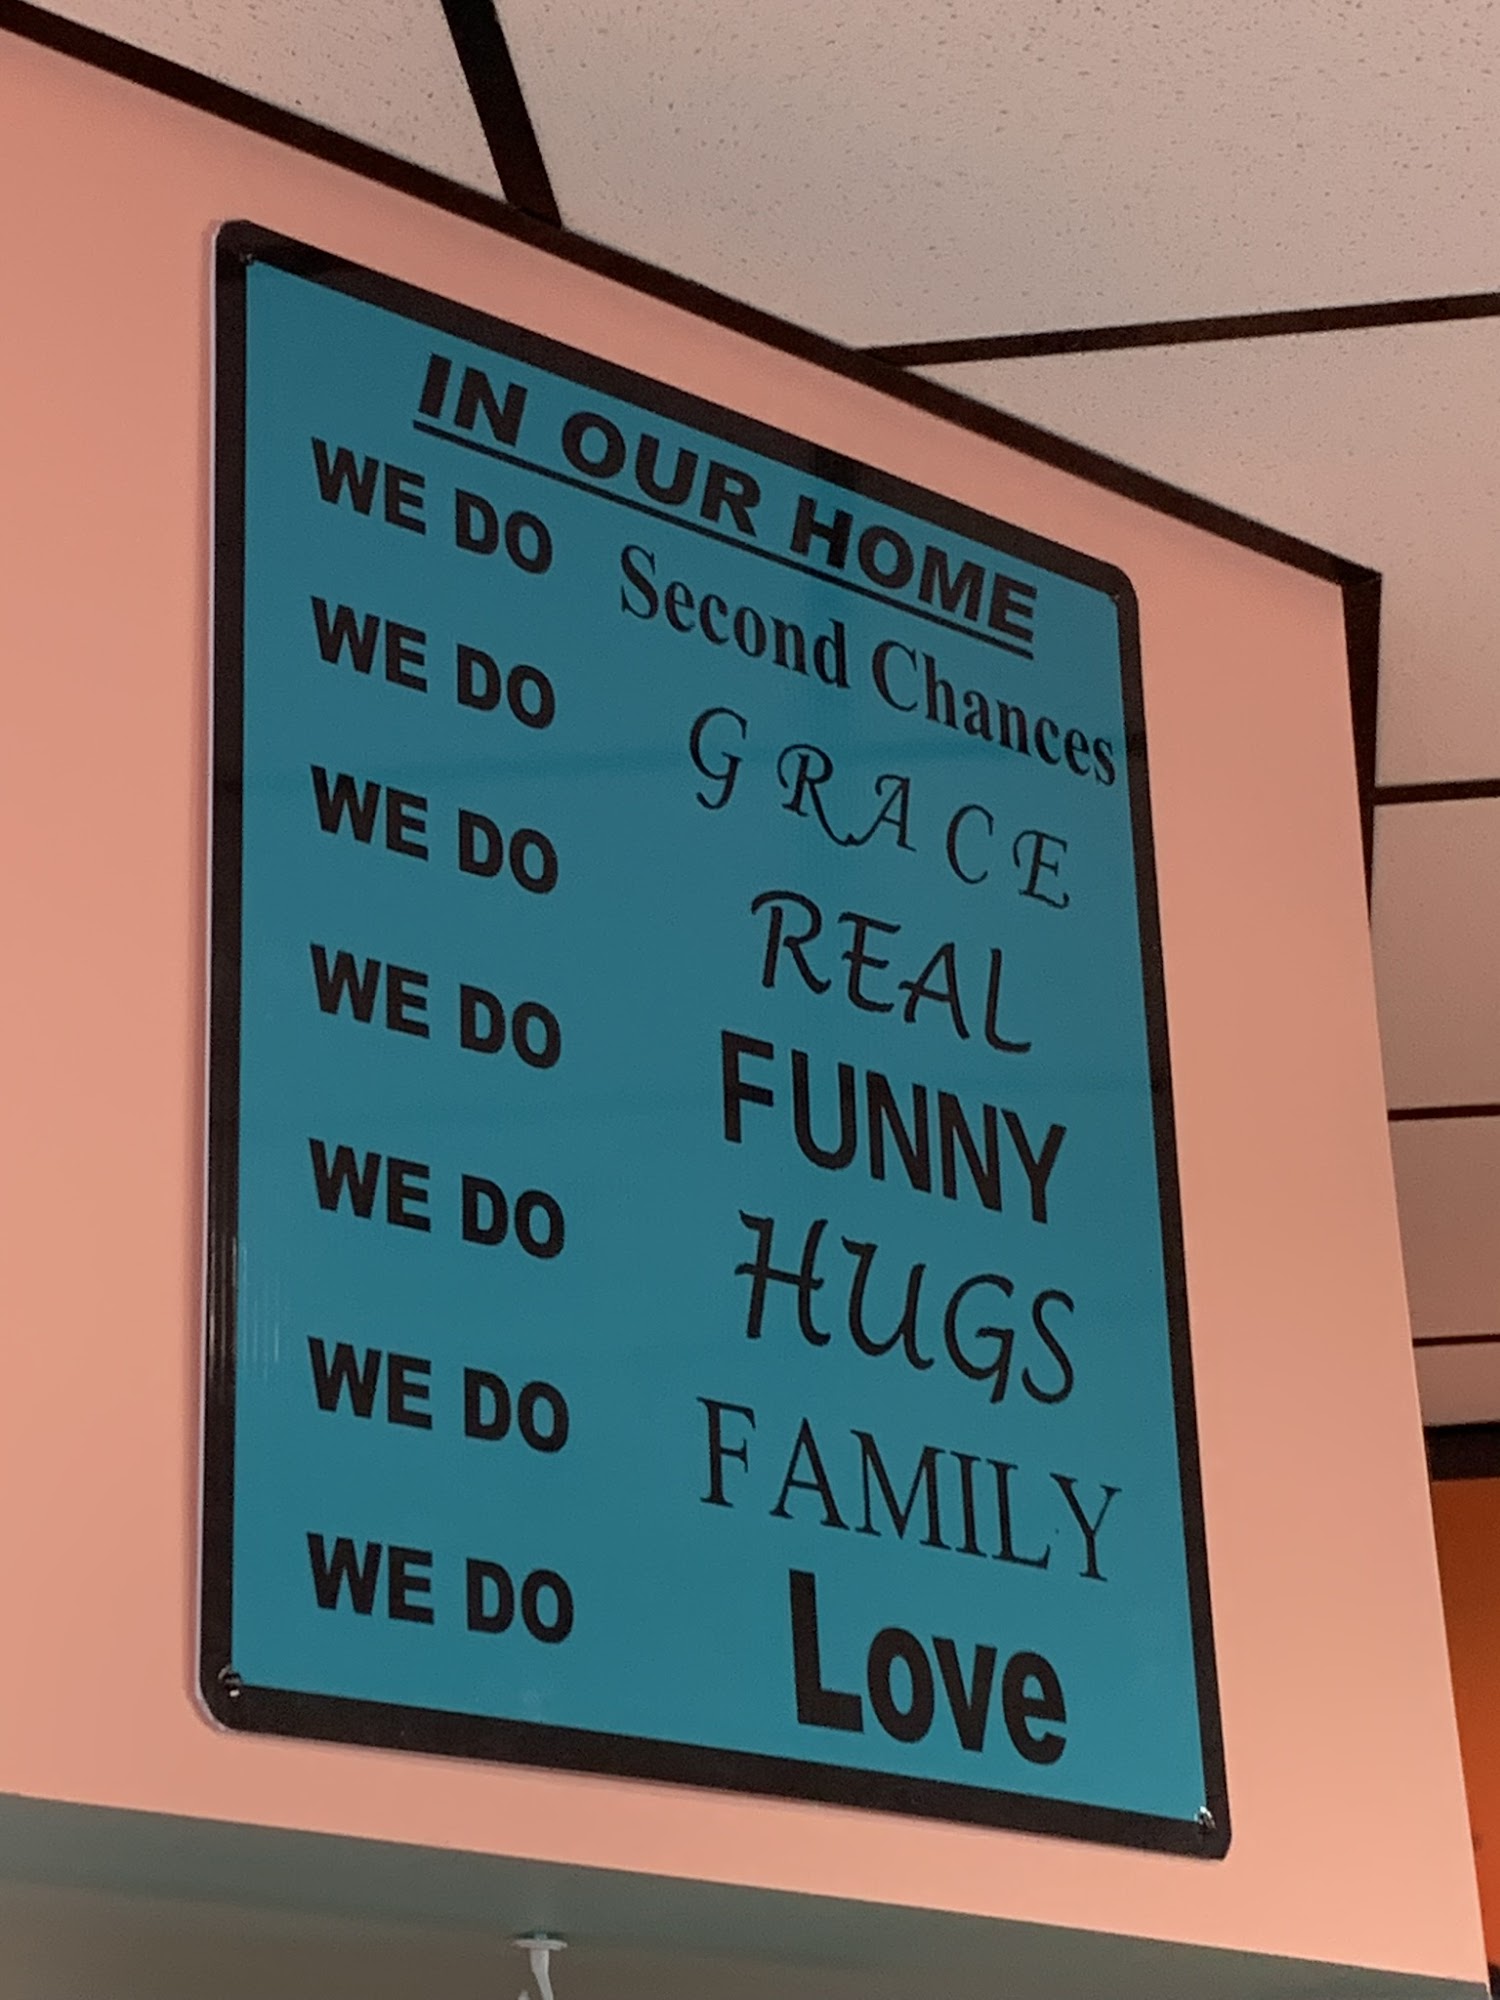 IN OUR HOME
WE DO Second Chances
WE DO GRACE
WE DO REAL
WE DO FUNNY
WE DO HUGS
WE DO FAMILY
WE DO Love